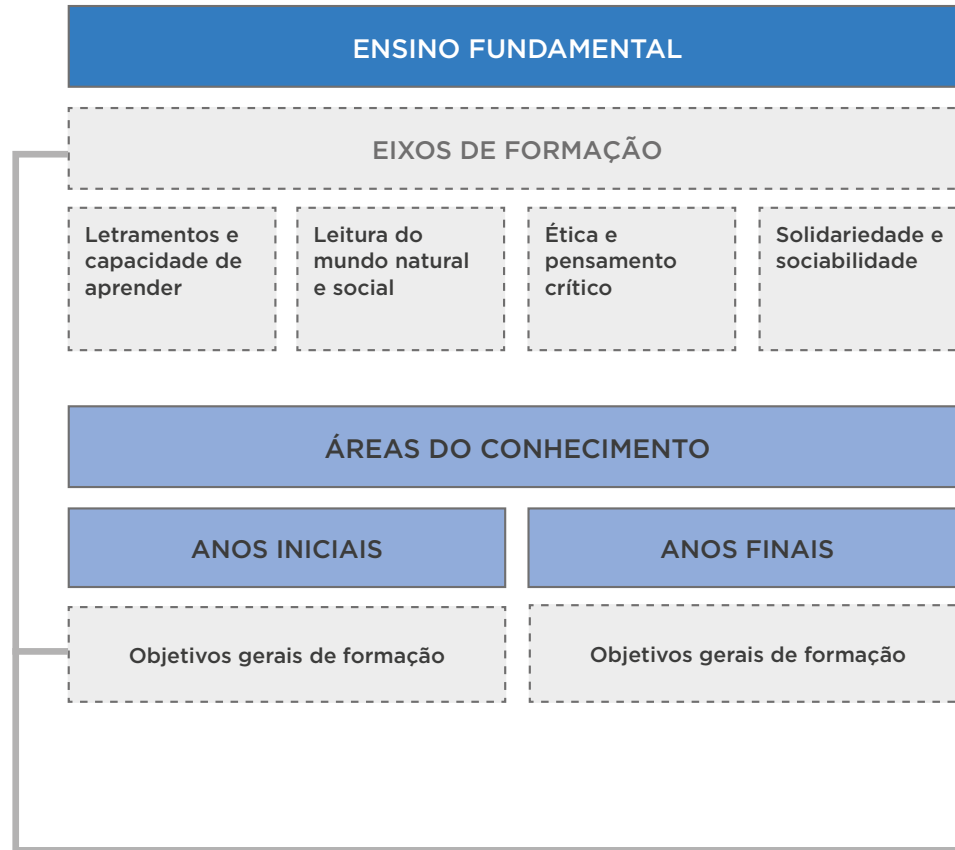 ENSINO FUNDAMENTAL
EIXOS DE FORMAÇÃO
Letramentos e
capacidade de
aprender
Leitura do
mundo natural
e social
Ética e
pensamento
crítico
Solidariedade e
sociabilidade
ÁREAS DO CONHECIMENTO
ANOS INICIAIS
ANOS FINAIS
Objetivos gerais de formação
Objetivos gerais de formação